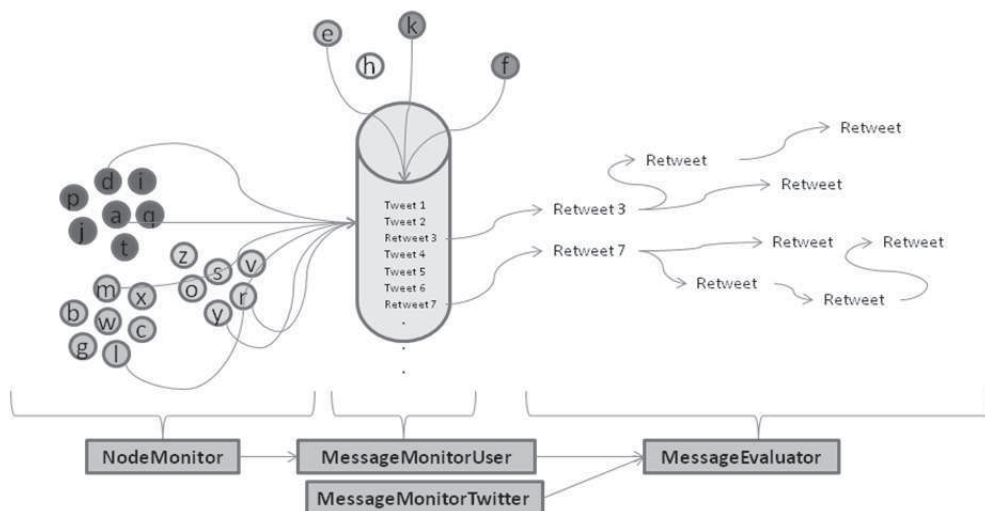 e
k
h
f
d
i
p
a
q
j
t
z
s
v
m
x
o
r
b
w
c
y
g
l
Tweet 1
Tweet 2
Retweet 3
Tweet 4
Tweet 5
Tweet 6
Retweet 7
.
.
.
Retweet 3
Retweet
Retweet
Retweet
Retweet 7
Retweet
Retweet
Retweet
Retweet
NodeMonitor
MessageMonitorUser
MessageEvaluator
MessageMonitorTwitter